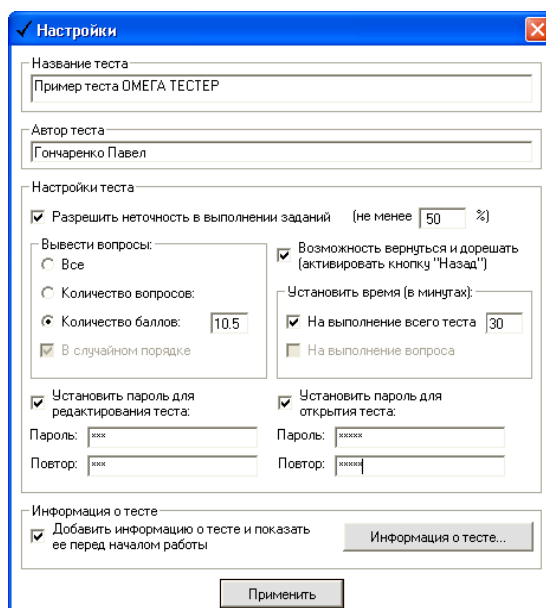 Настройки
Название теста
Пример теста ОМЕГА ТЕСТЕР
Автор теста
Гончаренко Павел
Настройки теста
Разрешить неточность в выполнении заданий (не менее 50 %)
Вывести вопросы:
Все
Количество вопросов:
Количество баллов: 10.5
В случайном порядке
Возможность вернуться и дорешать
(активировать кнопку "Назад")
Установить время (в минутах):
На выполнение всего теста 30
На выполнение вопроса
Установить пароль для
редактирования теста:
Пароль: ***
Повтор: ***
Установить пароль для
открытия теста:
Пароль: *****
Повтор: *****
Информация о тесте
Добавить информацию о тесте и показать
ее перед началом работы
Информация о тесте...
Применить